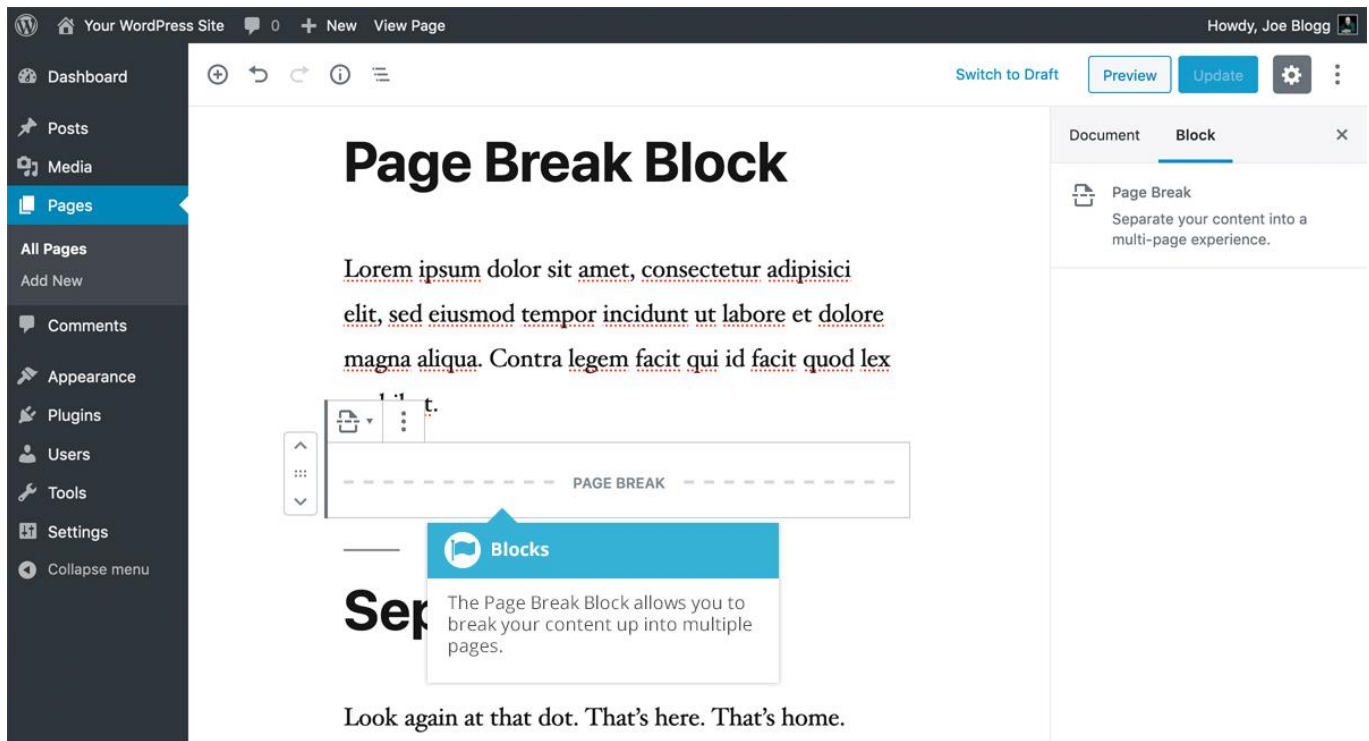 Your WordPress Site 0 New View Page Howdy, Joe Blogg
Dashboard
Posts
Media
Pages
All Pages
Add New
Comments
Appearance
Plugins
Users
Tools
Settings
Collapse menu
Switch to Draft Preview Update
Page Break Block
Lorem ipsum dolor sit amet, consectetur adipisici
elit, sed eiusmod tempor incidunt ut labore et dolore
magna aliqua. Contra legem facit qui id facit quod lex
PAGE BREAK
Blocks
The Page Break Block allows you to
break your content up into multiple
pages.
Look again at that dot. That's here. That's home.
Document Block
Page Break
Separate your content into a
multi-page experience.